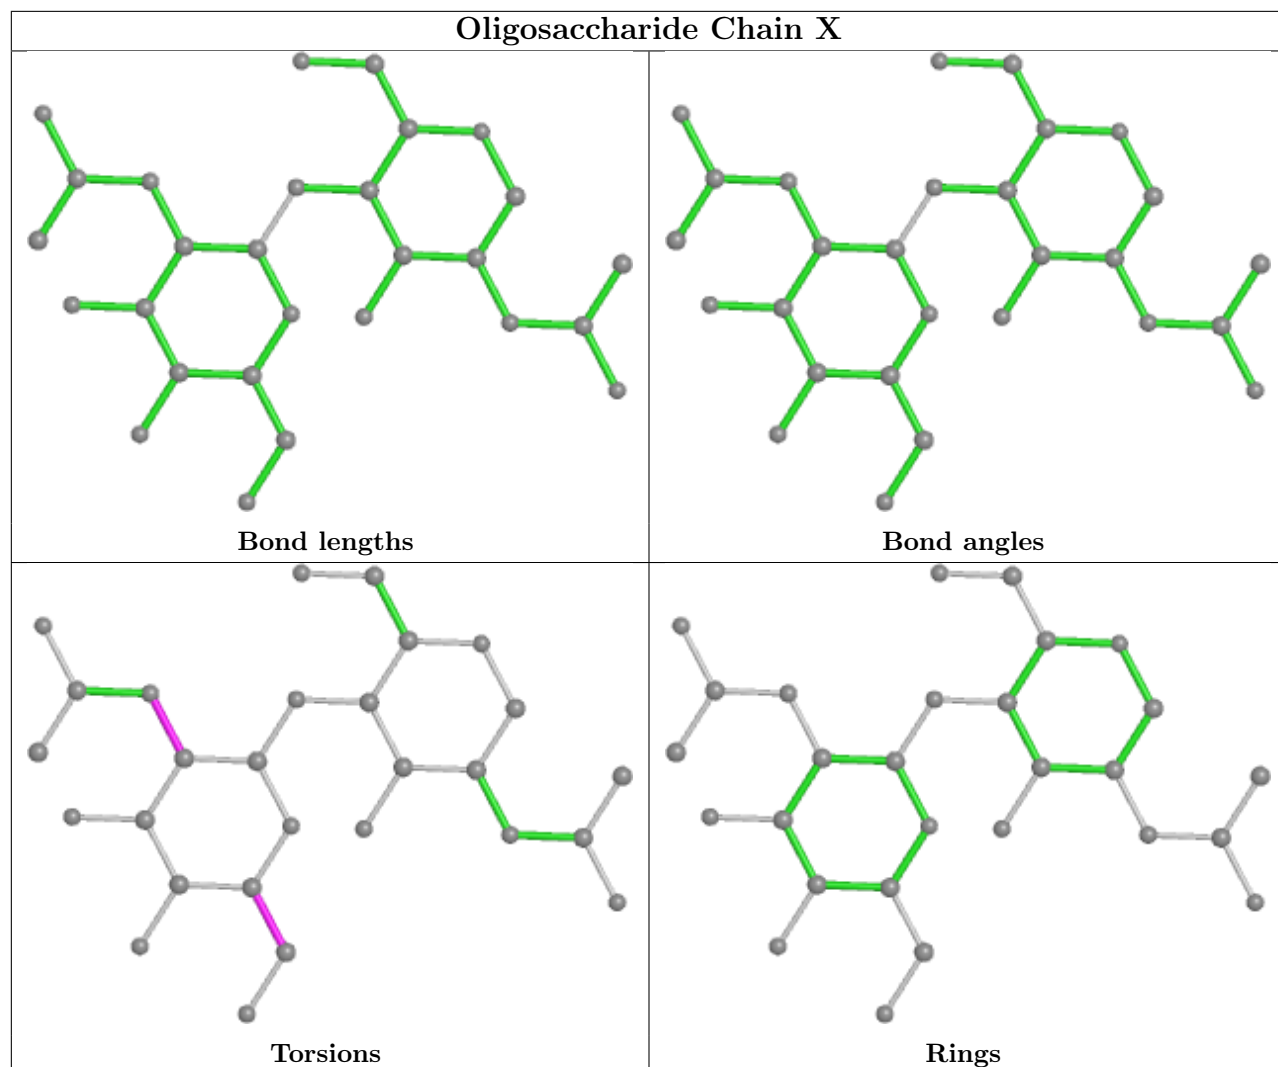 Oligosaccharide Chain X
Bond lengths
Bond angles
Torsions
Rings